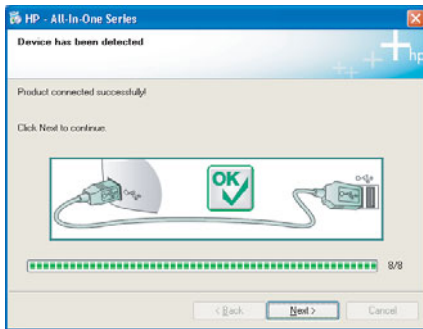 HP - All-In-One Series
Device has been detected
hp
Product connected successfully!
Click Next to continue.
OK
8/8
< Back
Next >
Cancel